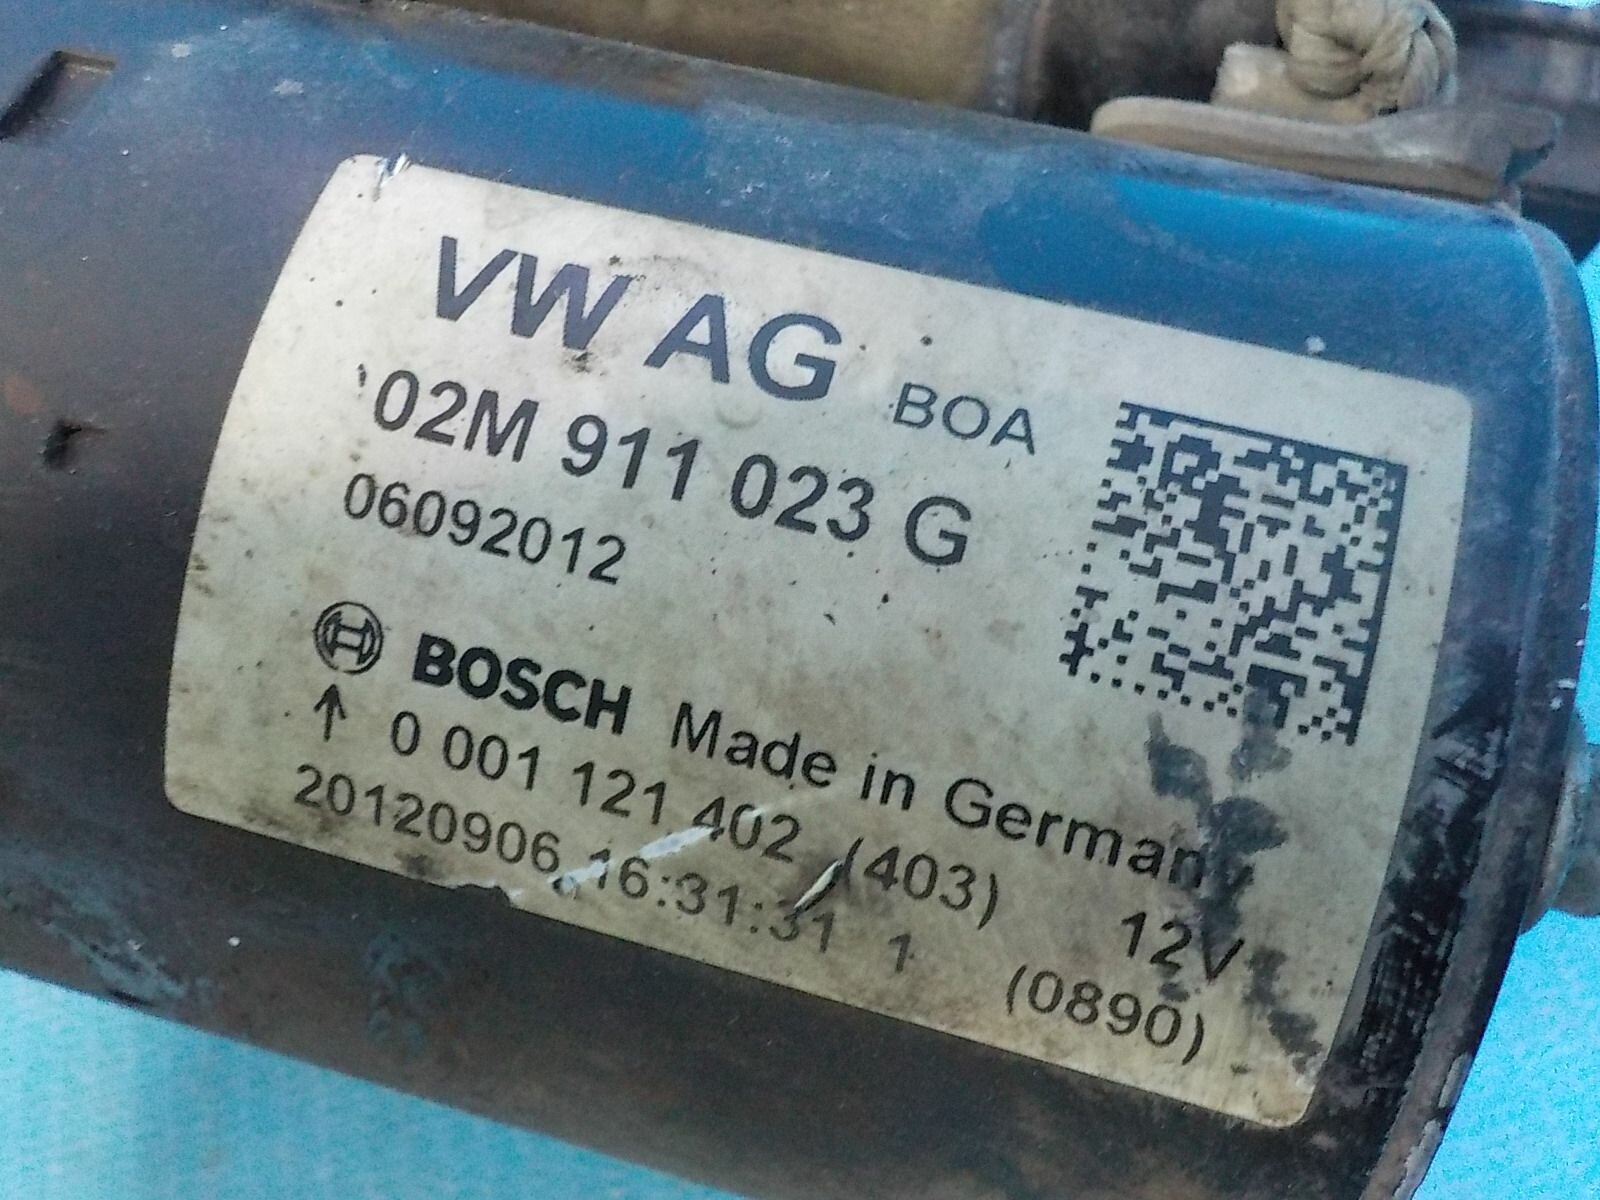 VW AG BOA
02M 911 023 G
06092012
BOSCH Made in Germany
0 001 121 402 (403) 12V
20120906 16:31:31 1 (0890)